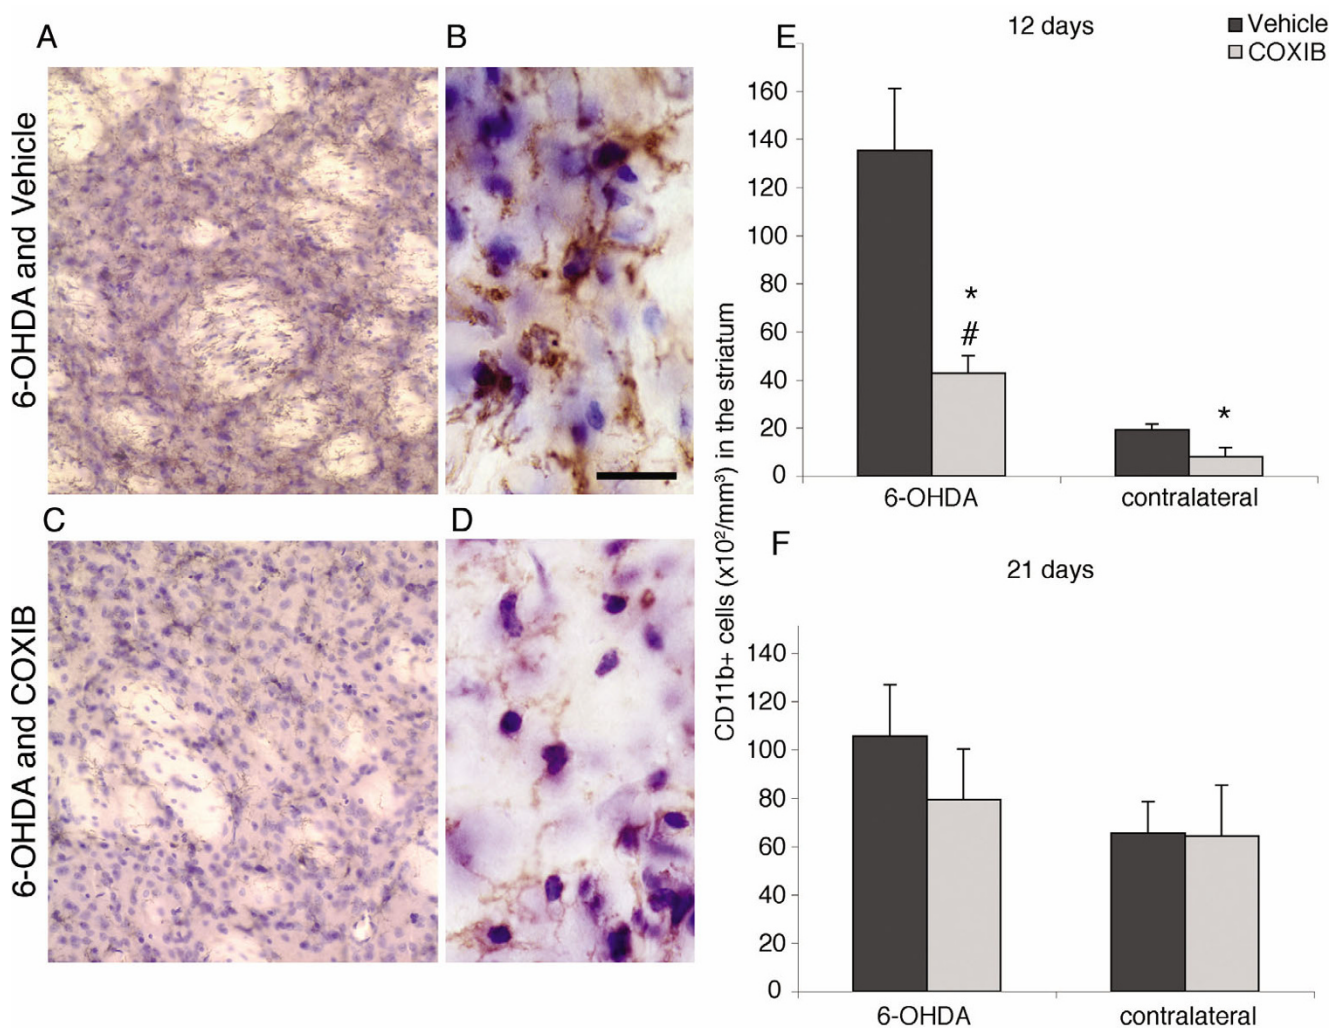 A
B
6-OHDA and Vehicle
C
D
6-OHDA and COXIB
E
12 days
Vehicle
COXIB
CD11b+ cells (x10²/mm³) in the striatum
160
140
120
100
80
60
40
20
0
*
#
*
6-OHDA
contralateral
F
21 days
140
120
100
80
60
40
20
0
6-OHDA
contralateral